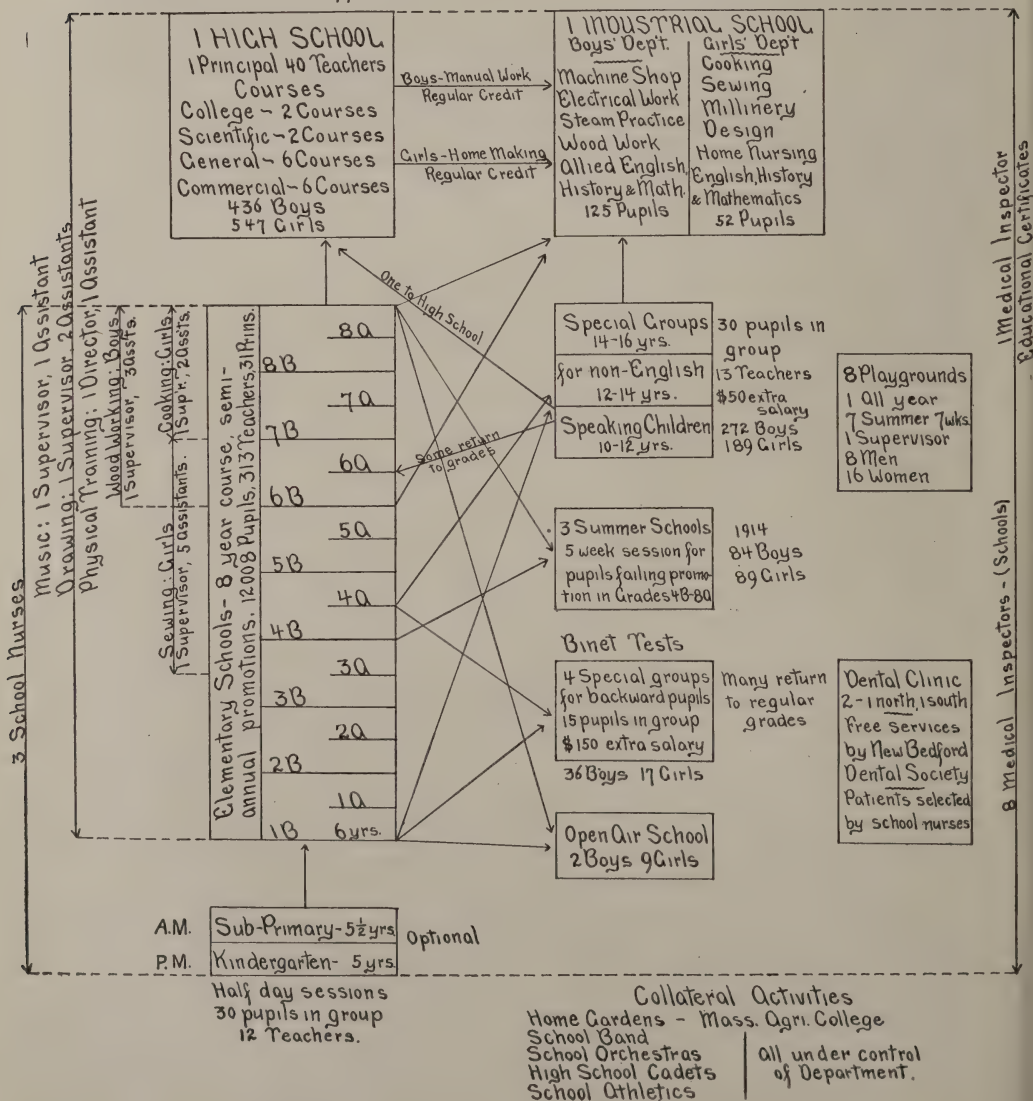 1 HIGH SCHOOL
1 Principal 40 Teachers
Courses
College - 2 Courses
Scientific - 2 Courses
General - 6 Courses
Commercial - 6 Courses
436 Boys
547 Girls
Boys - Manual Work
Regular Credit
Girls - Home Making
Regular Credit
1 INDUSTRIAL SCHOOL
Boys' Dep't.
Machine Shop
Electrical Work
Steam Practice
Wood Work
Allied English,
History & Math.
125 Pupils
Girls' Dep't
Cooking
Sewing
Millinery
Design
Home Nursing
English, History
& Mathematics
52 Pupils
3 School Nurses
Music: 1 Supervisor, 1 Assistant
Drawing: 1 Supervisor, 2 Assistants
Physical Training: 1 Director, 1 Assistant
Wood Working: Boys
1 Supervisor, 3 Assts.
Cooking: Girls
1 Sup'r., 2 Assts.
Sewing: Girls
1 Supervisor, 5 Assistants.
Elementary Schools - 8 year course, semi-
annual promotions. 12008 Pupils, 313 Teachers, 31 Prins.
8a
8B
7a
7B
6a
6B
5a
5B
4a
4B
3a
3B
2a
2B
1a
1B 6 yrs.
One to High School
Some return
to grades
Special Groups
14-16 yrs.
for non-English
12-14 yrs.
Speaking Children
10-12 yrs.
30 pupils in
group
13 Teachers
$50 extra
salary
272 Boys
189 Girls
8 Playgrounds
1 All year
7 Summer 7 wks.
1 Supervisor
8 Men
16 Women
3 Summer Schools
5 week session for
pupils failing promo-
tion in Grades 4B-8a
1914
84 Boys
89 Girls
Binet Tests
4 Special groups
for backward pupils
15 pupils in group
$150 extra salary
36 Boys 17 Girls
Many return
to regular
grades
Dental Clinic
2-1 north, 1 south
Free Services
by New Bedford
Dental Society
Patients selected
by school nurses
Open Air School
2 Boys 9 Girls
1 Medical Inspector
Educational Certificates
8 Medical Inspectors - (Schools)
A.M. Sub-Primary - 5½ yrs.
P.M. Kindergarten - 5 yrs.
Optional
Half day sessions
30 pupils in group
12 Teachers.
Collateral Activities
Home Gardens - Mass. Agri. College
School Band
School Orchestras
High School Cadets
School Athletics
all under control
of Department.